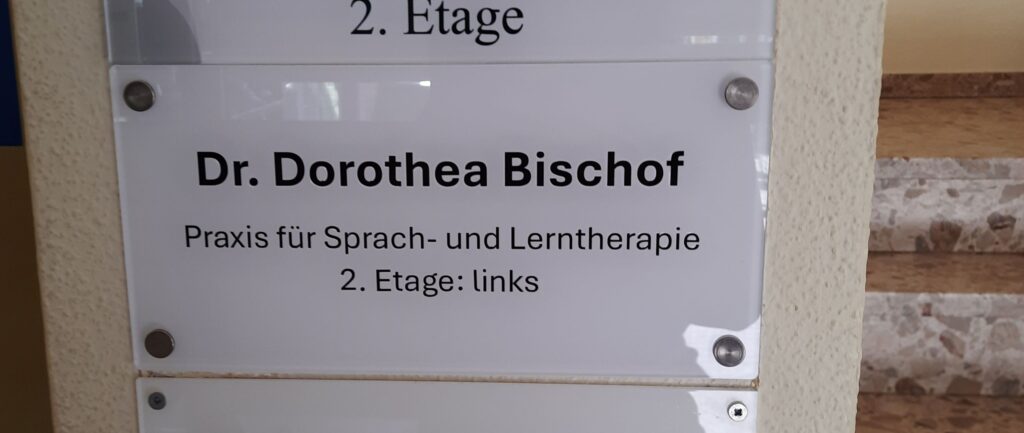 2. Etage
Dr. Dorothea Bischof
Praxis für Sprach- und Lerntherapie
2. Etage: links